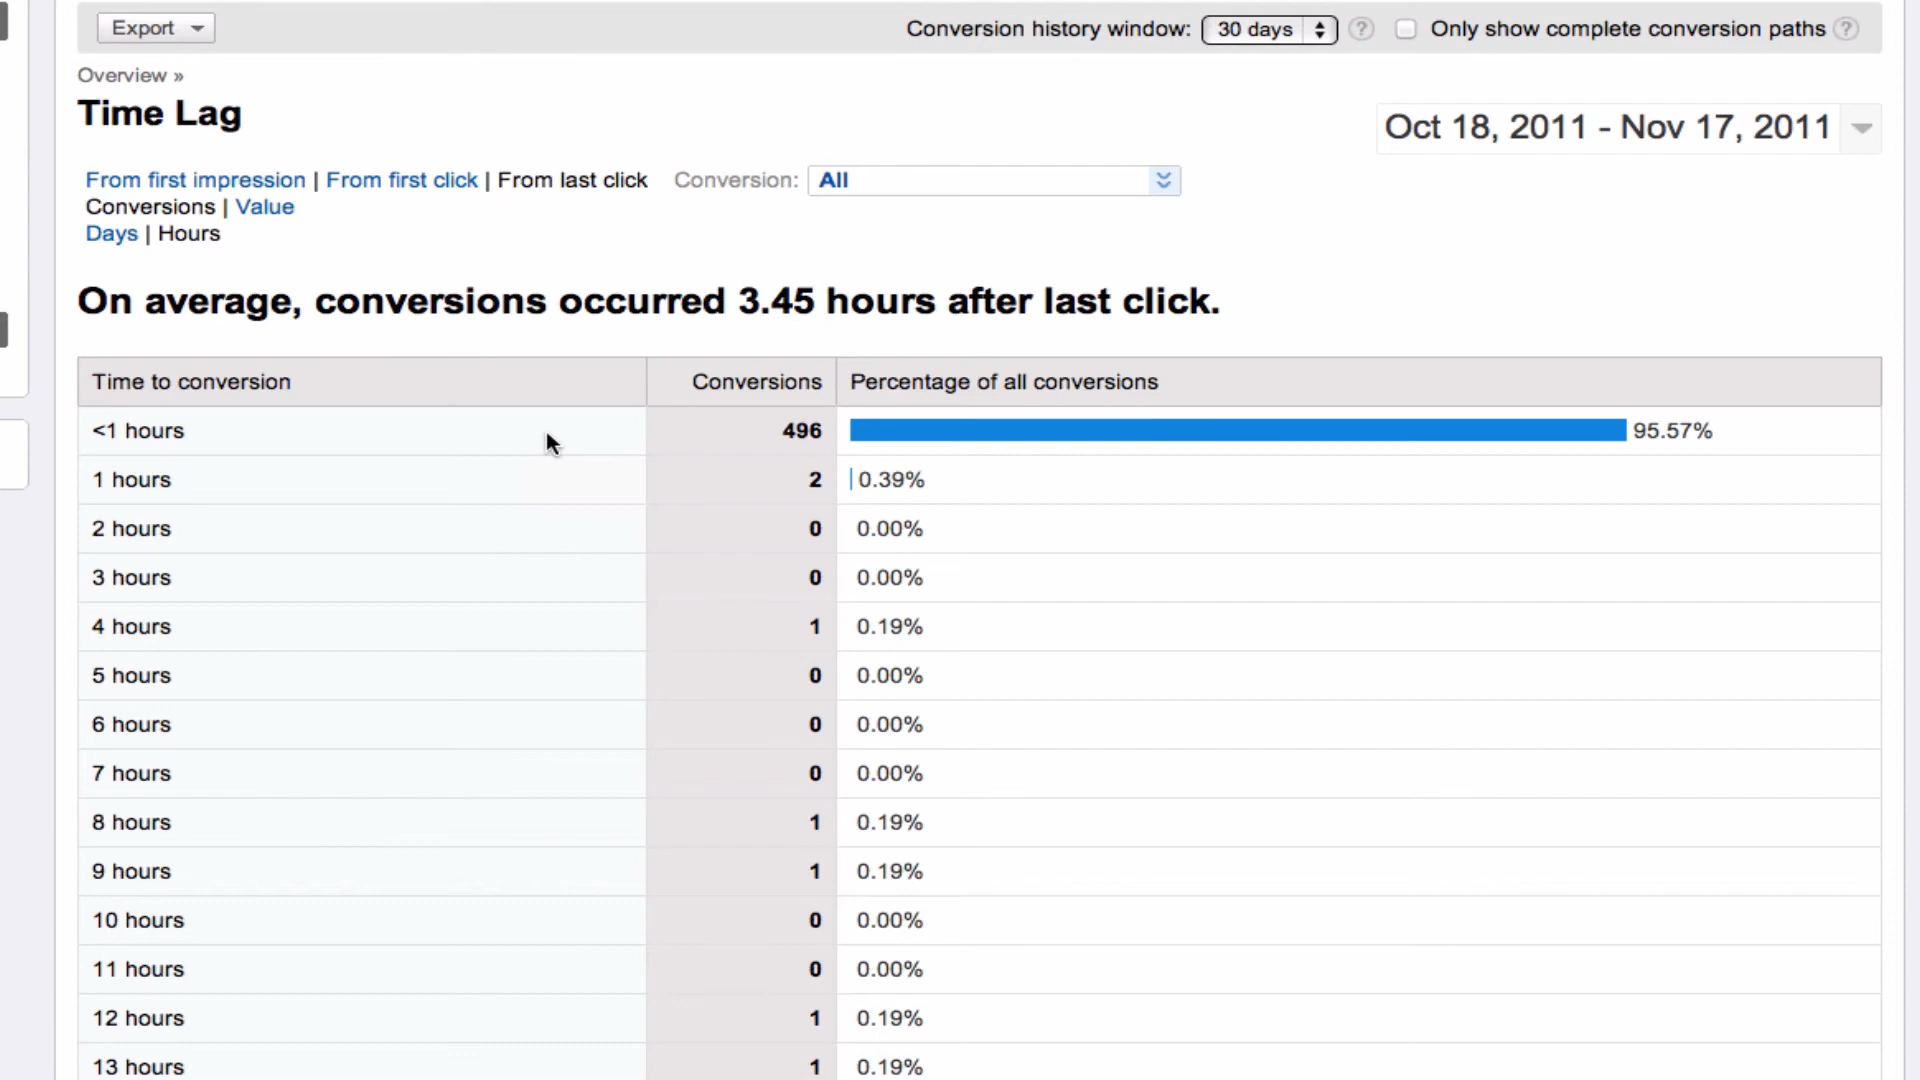 Export Conversion history window: 30 days ? Only show complete conversion paths ?
Overview »
Time Lag
Oct 18, 2011 - Nov 17, 2011
From first impression | From first click | From last click Conversion: All
Conversions | Value
Days | Hours
On average, conversions occurred 3.45 hours after last click.
Time to conversion Conversions Percentage of all conversions
<1 hours 496 95.57%
1 hours 2 0.39%
2 hours 0 0.00%
3 hours 0 0.00%
4 hours 1 0.19%
5 hours 0 0.00%
6 hours 0 0.00%
7 hours 0 0.00%
8 hours 1 0.19%
9 hours 1 0.19%
10 hours 0 0.00%
11 hours 0 0.00%
12 hours 1 0.19%
13 hours 1 0.19%